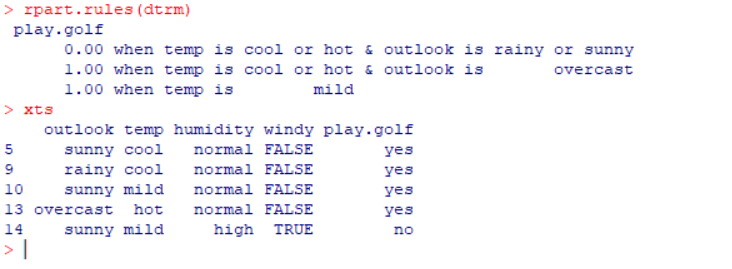 > rpart.rules(dtrm)
 play.golf
      0.00 when temp is cool or hot & outlook is rainy or sunny
      1.00 when temp is cool or hot & outlook is       overcast
      1.00 when temp is        mild
> xts
    outlook temp humidity windy play.golf
5     sunny cool   normal FALSE       yes
9     rainy cool   normal FALSE       yes
10    sunny mild   normal FALSE       yes
13 overcast  hot   normal FALSE       yes
14    sunny mild     high  TRUE        no
>